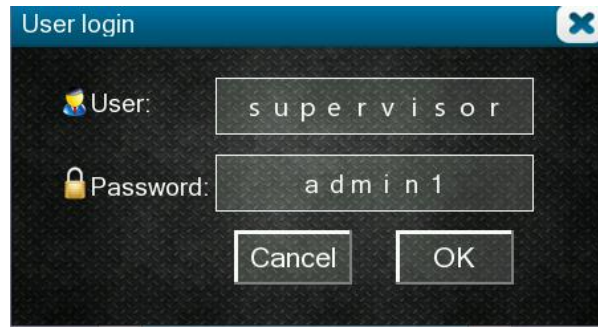 User login
User: supervisor
Password: admin1
Cancel OK